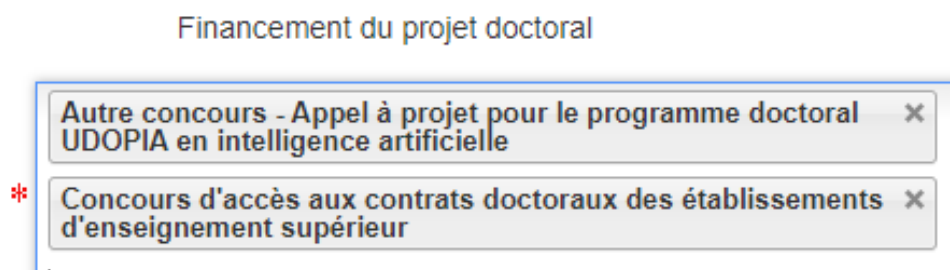 Financement du projet doctoral
Autre concours - Appel à projet pour le programme doctoral
UDOPIA en intelligence artificielle
Concours d'accès aux contrats doctoraux des établissements
d'enseignement supérieur